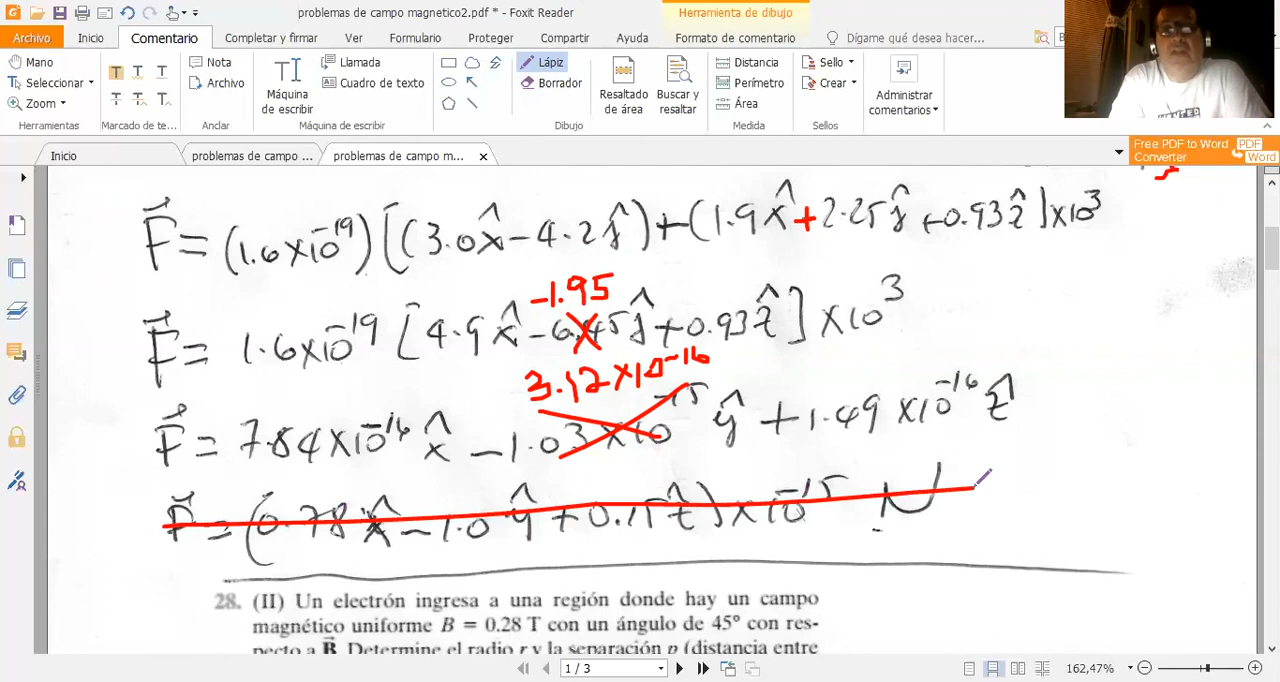 problemas de campo magnetico2.pdf * - Foxit Reader
Herramienta de dibujo
Archivo Inicio Comentario Completar y firmar Ver Formulario Proteger Compartir Ayuda Formato de comentario Dígame qué desea hacer...
Mano
Seleccionar
Zoom
Herramientas
Marcado de te...
Nota
Archivo
Andar
Máquina de escribir
Llamada
Cuadro de texto
Máquina de escribir
Lápiz
Borrador
Dibujo
Resaltado de área
Buscar y resaltar
Distancia
Perímetro
Área
Medida
Sello
Crear
Sellos
Administrar comentarios
Inicio
problemas de campo ...
problemas de campo m...
Free PDF to Word Converter
PDF Word
F⃗ = (1.6x10^-19) [(3.0x̂ - 4.2ŷ) + (1.9x̂ + 2.25ŷ + 0.93ẑ] x10^3
-1.95
F⃗ = 1.6x10^-19 [4.9x̂ - 6.45ŷ + 0.93ẑ] x10^3
3.12x10^-16
F⃗ = 7.84x10^-16 x̂ - 1.03x10^-15 ŷ + 1.49x10^-16 ẑ
F⃗ = (0.78x̂ - 1.0ŷ + 0.15ẑ) x10^-15 N
28. (II) Un electrón ingresa a una región donde hay un campo
magnético uniforme B = 0.28 T con un ángulo de 45° con res-
pecto a B⃗. Determine el radio r y la separación p (distancia entre
1 / 3
162,47%